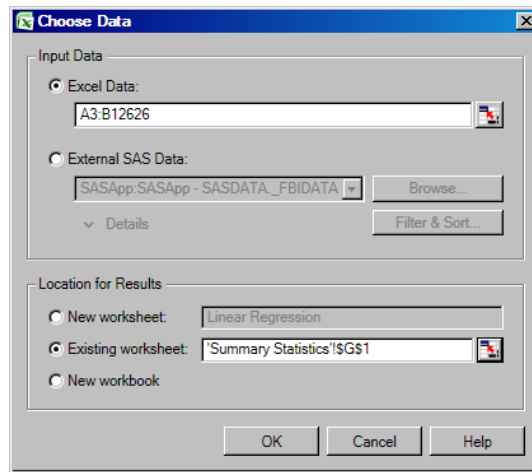 Choose Data
Input Data
Excel Data:
A3:B12626
External SAS Data:
SASApp:SASApp - SASDATA._FBIDATA
Browse...
Details
Filter & Sort...
Location for Results
New worksheet: Linear Regression
Existing worksheet: 'Summary Statistics'!$G$1
New workbook
OK Cancel Help